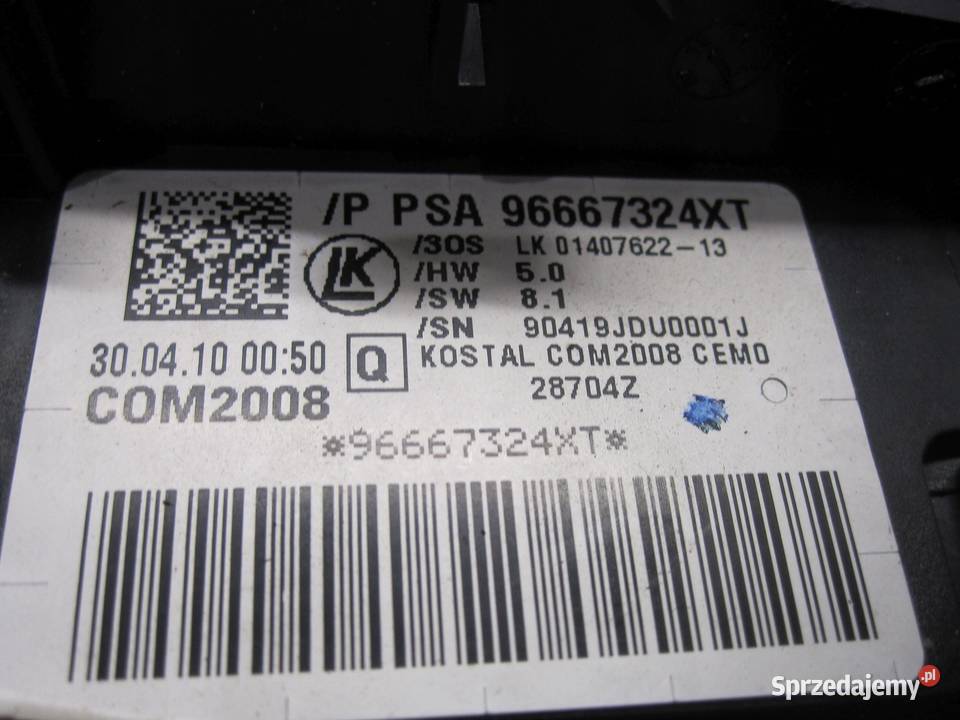 /P PSA 96667324XT
LK
/3OS LK 01407622-13
/HW 5.0
/SW 8.1
/SN 90419JDU0001J
30.04.10 00:50 Q KOSTAL COM2008 CEMO
28704Z
COM2008
*96667324XT*
Sprzedajemy.pl